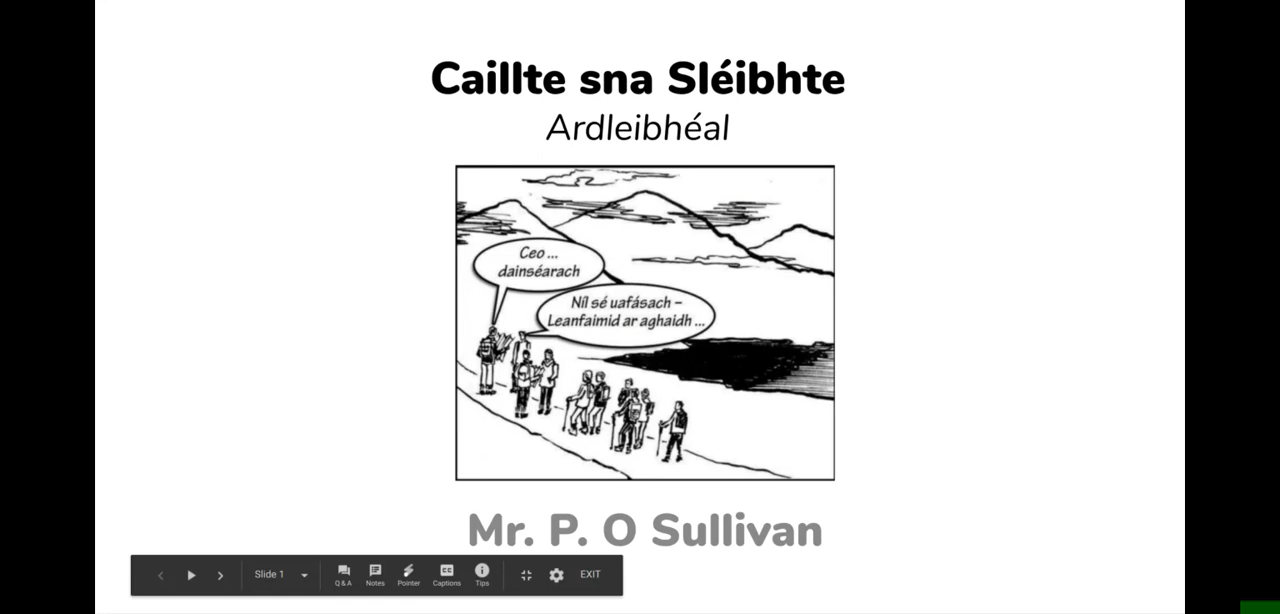 Caillte sna Sléibhte
Ardleibhéal
Ceo ...
dainséarach
Níl sé uafásach –
Leanfaimid ar aghaidh ...
Mr. P. O Sullivan
Slide 1
Q & A
Notes
Pointer
Captions
Tips
EXIT